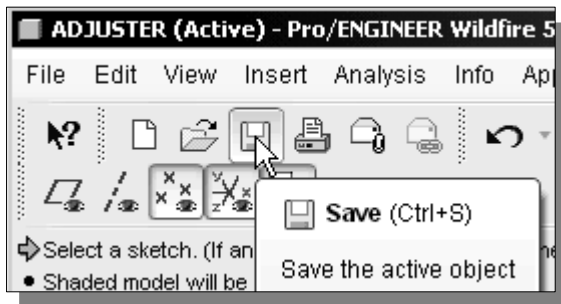 ADJUSTER (Active) - Pro/ENGINEER Wildfire 5
File Edit View Insert Analysis Info
Save (Ctrl+S)
Select a sketch. (If an
Save the active object
Shaded model will be